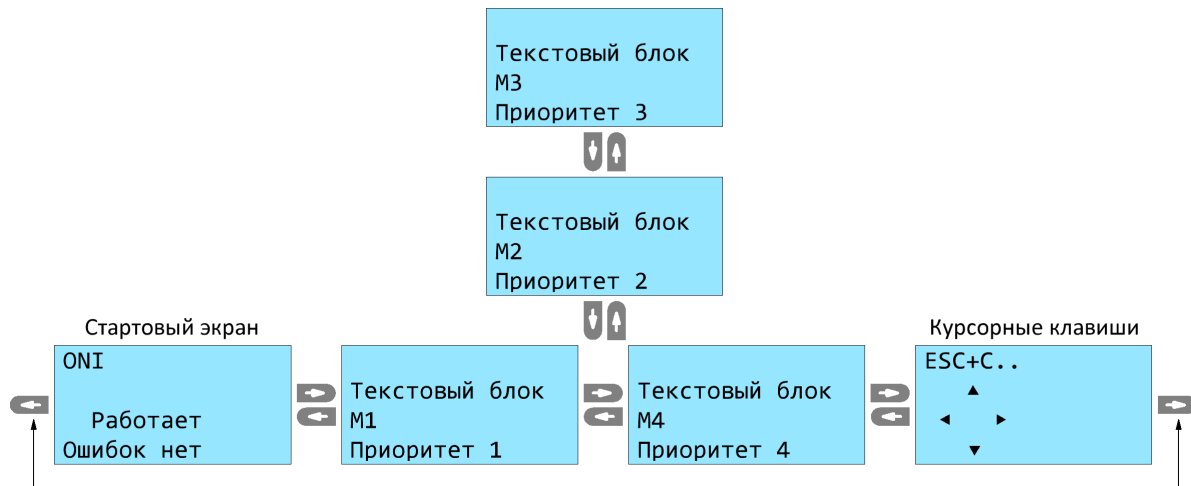 Текстовый блок
M3
Приоритет 3
Текстовый блок
M2
Приоритет 2
Стартовый экран
ONI
Работает
Ошибок нет
Текстовый блок
M1
Приоритет 1
Текстовый блок
M4
Приоритет 4
Курсорные клавиши
ESC+C..